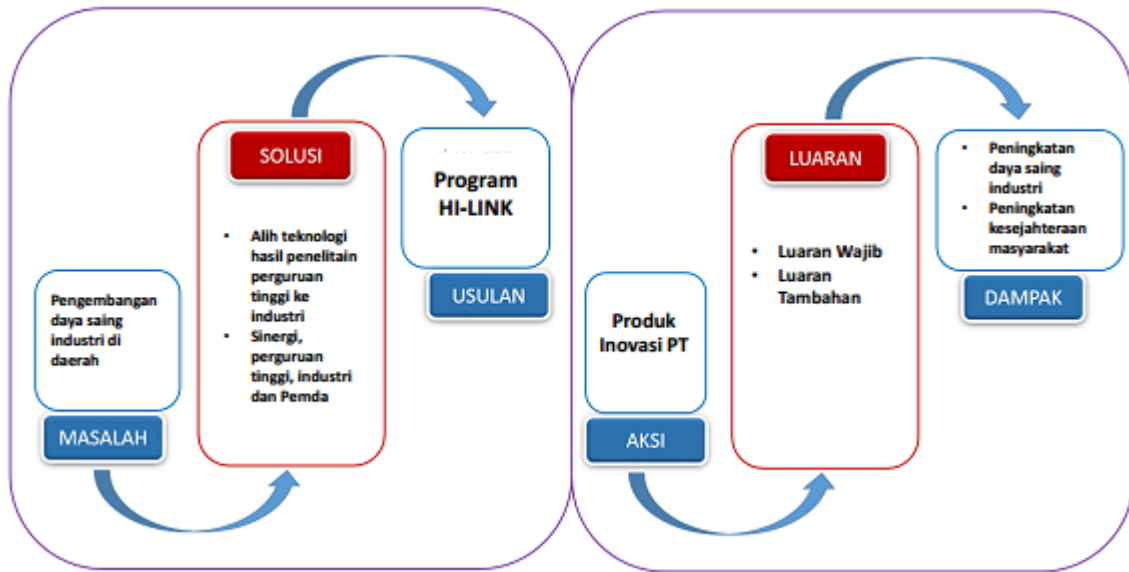 Pengembangan
daya saing
industri di
daerah
MASALAH
SOLUSI
• Alih teknologi
hasil penelitain
perguruan
tinggi ke
industri
• Sinergi,
perguruan
tinggi, industri
dan Pemda
Program
HI-LINK
USULAN
Produk
Inovasi PT
AKSI
LUARAN
• Luaran Wajib
• Luaran
Tambahan
• Peningkatan
daya saing
industri
• Peningkatan
kesejahteraan
masyarakat
DAMPAK